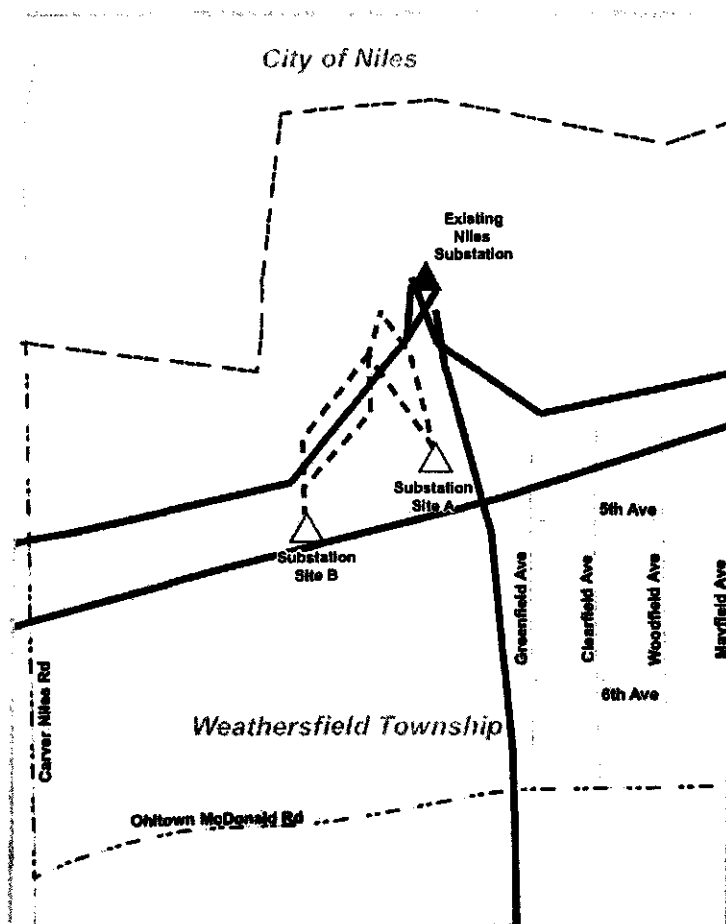 City of Niles
Existing
Niles
Substation
Substation
Site A
5th Ave
Substation
Site B
Greenfield Ave
Clearfield Ave
Woodfield Ave
Mayfield Ave
Carver Niles Rd
6th Ave
Weathersfield Township
Ohltown McDonald Rd